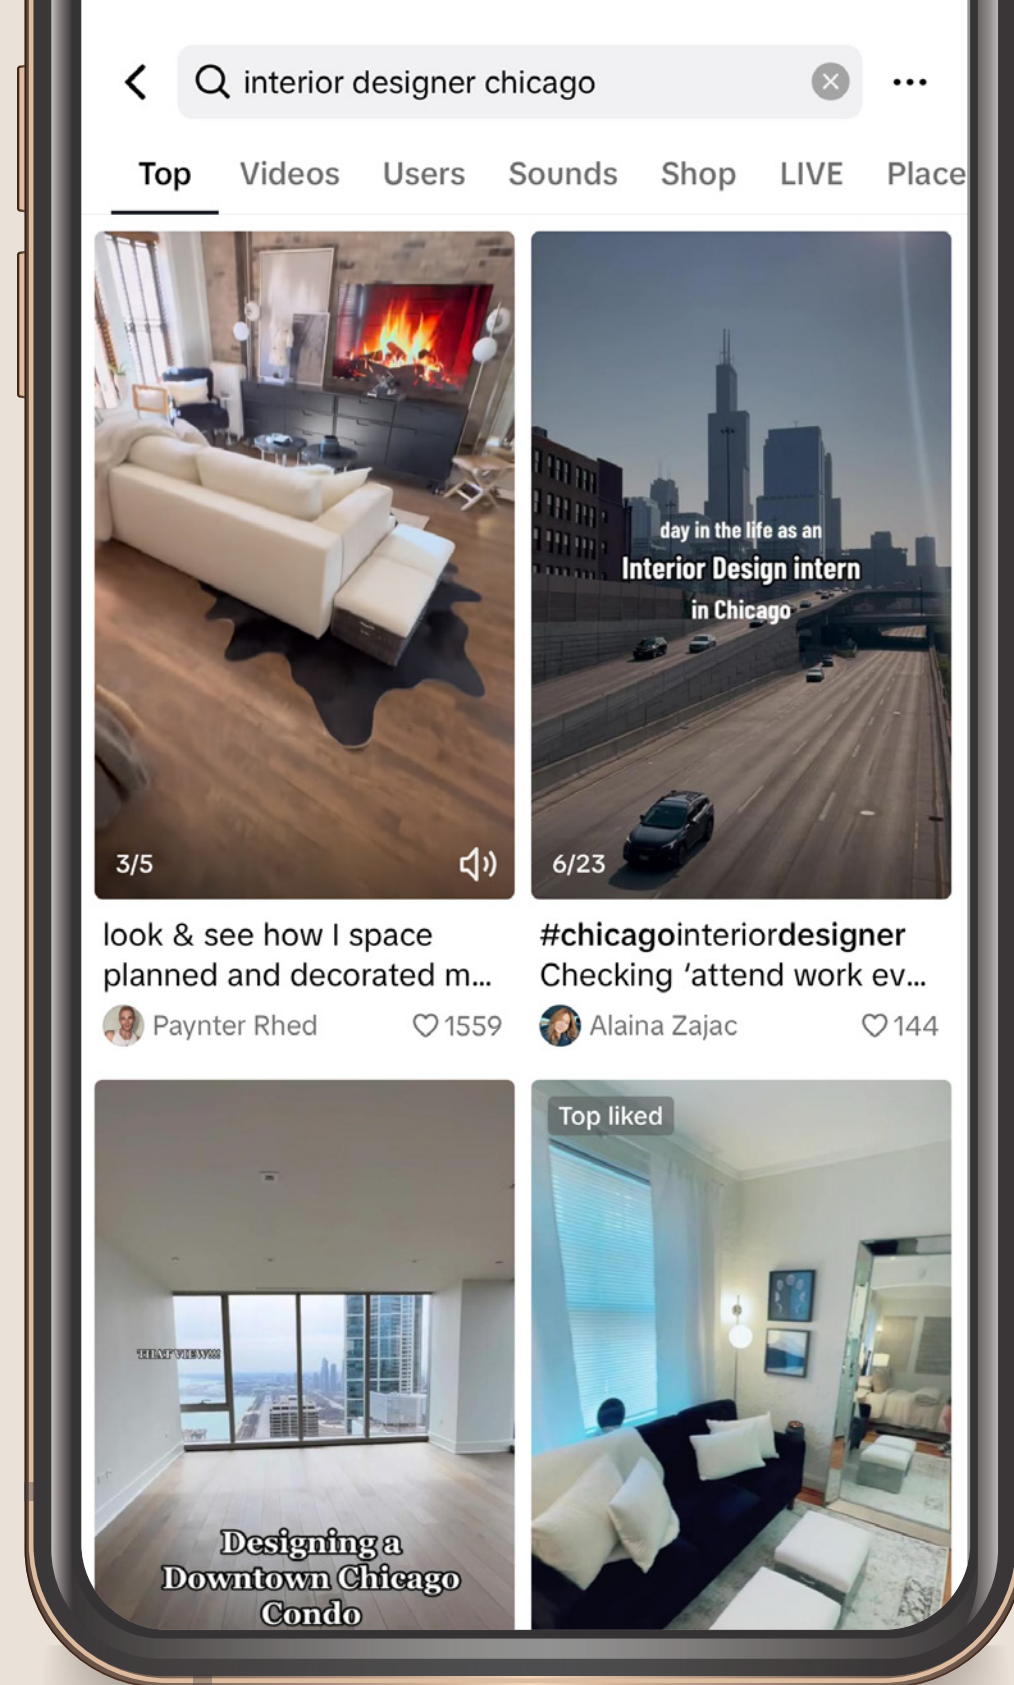 interior designer chicago
Top Videos Users Sounds Shop LIVE Place
day in the life as an
Interior Design intern
in Chicago
3/5
6/23
look & see how I space
planned and decorated m...
Paynter Rhed 1559
#chicagointeriordesigner
Checking ‘attend work ev...
Alaina Zajac 144
THAT VIEW!!!
Designing a
Downtown Chicago
Condo
Top liked